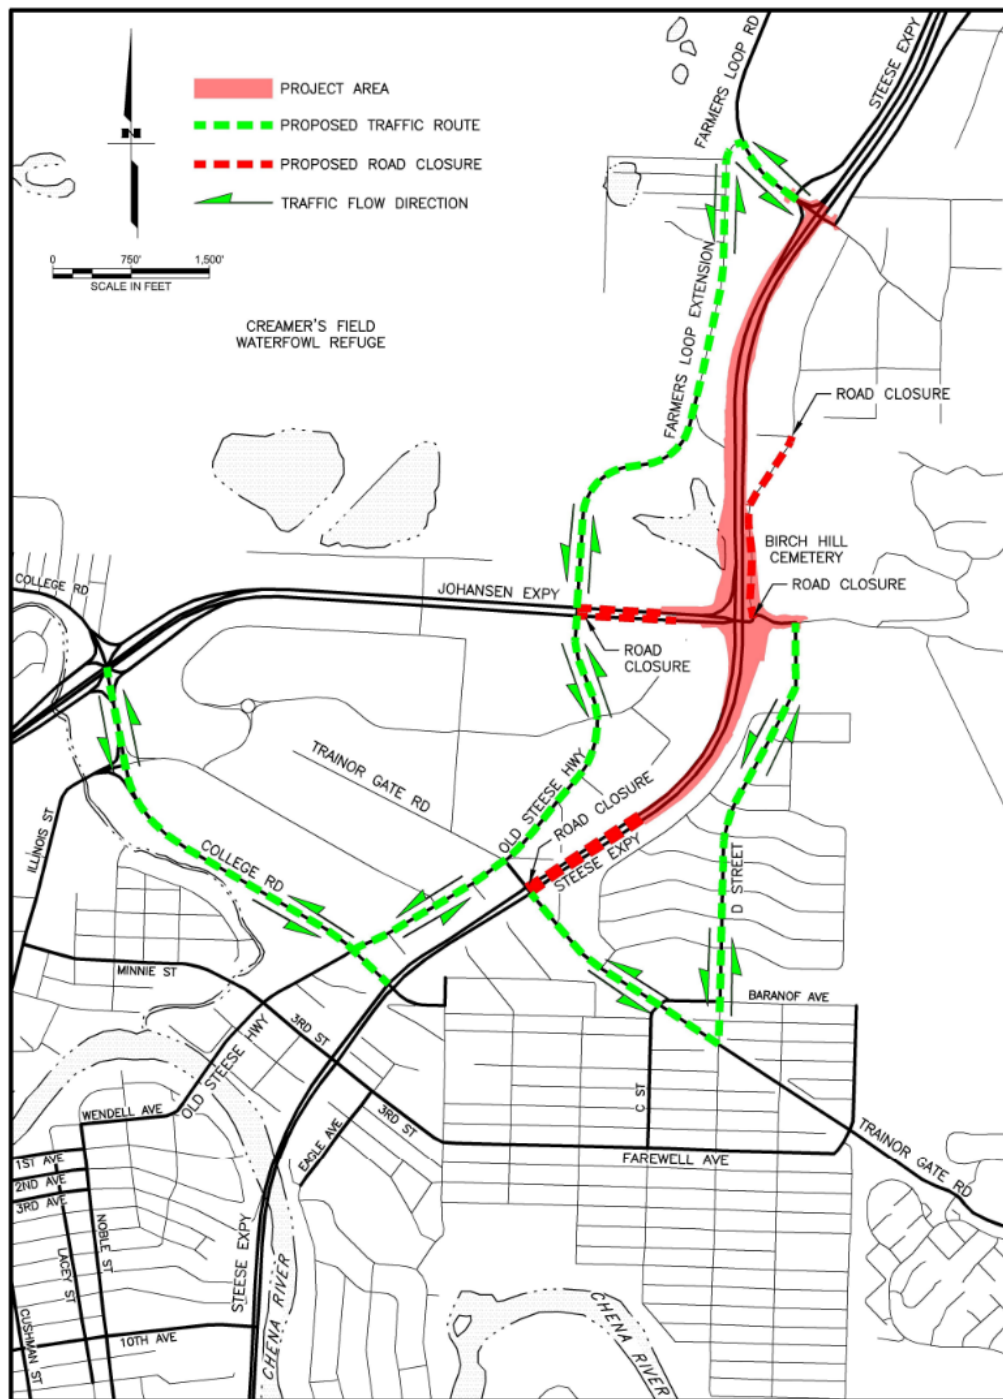 FARMERS LOOP RD
STEESE EXPY
PROJECT AREA
PROPOSED TRAFFIC ROUTE
PROPOSED ROAD CLOSURE
TRAFFIC FLOW DIRECTION
N
0 750' 1,500'
SCALE IN FEET
CREAMER'S FIELD
WATERFOWL REFUGE
FARMERS LOOP EXTENSION
ROAD CLOSURE
BIRCH HILL
CEMETERY
ROAD CLOSURE
COLLEGE RD
JOHANSEN EXPY
ROAD
CLOSURE
TRAINOR GATE RD
OLD STEESE HWY
ROAD CLOSURE
STEESE EXPY
ILLINOIS ST
COLLEGE RD
D STREET
MINNIE ST
BARANOF AVE
3RD ST
OLD STEESE HWY
WENDELL AVE
EAGLE AVE
3RD ST
C ST
FAREWELL AVE
TRAINOR GATE RD
1ST AVE
2ND AVE
3RD AVE
NOBLE ST
LACEY ST
STEESE EXPY
CHENA RIVER
CUSHMAN ST
10TH AVE
CHENA RIVER